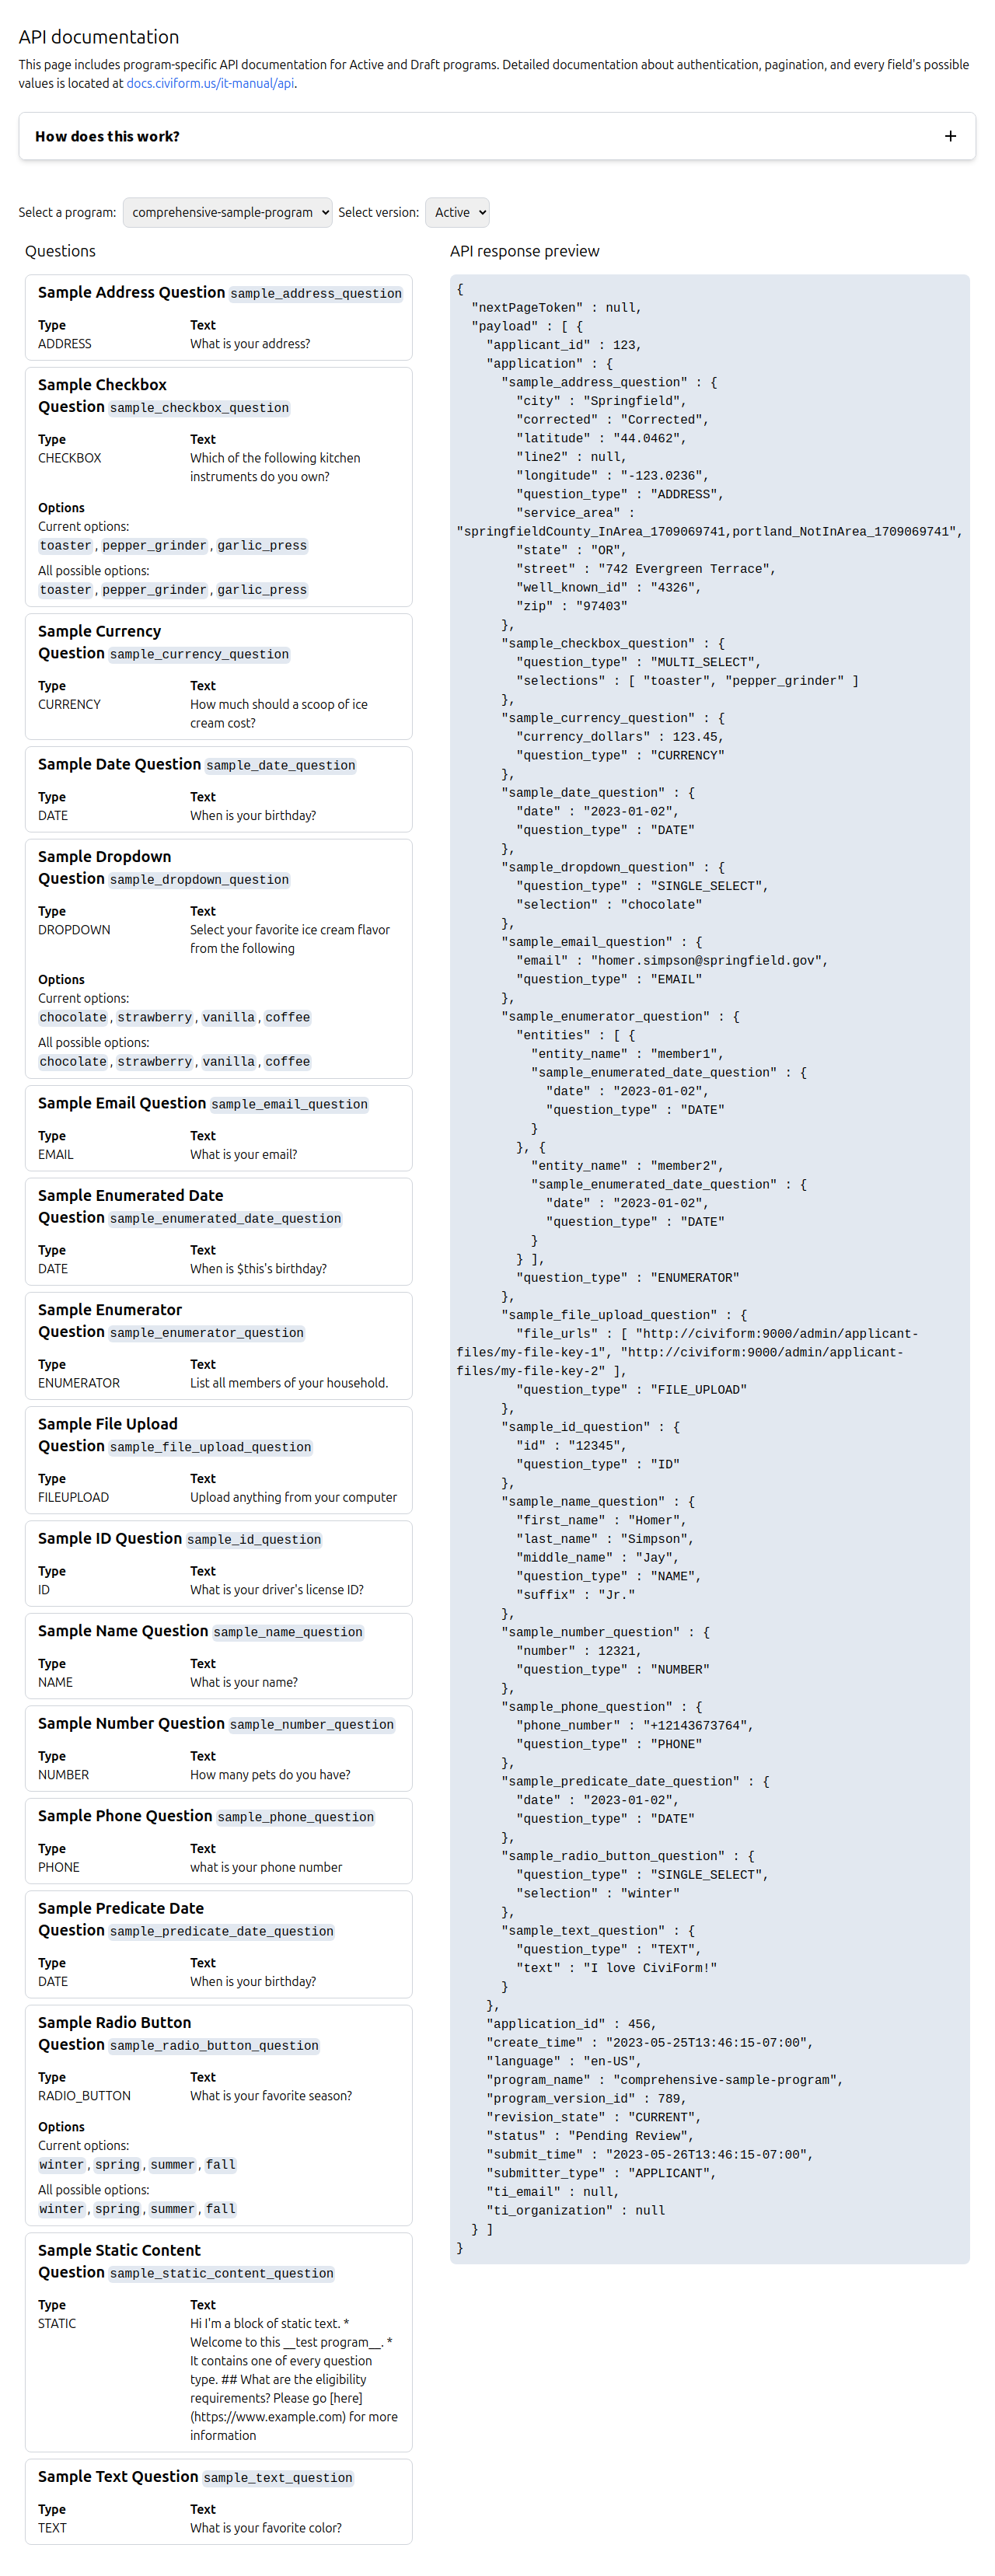 API documentation
This page includes program-specific API documentation for Active and Draft programs. Detailed documentation about authentication, pagination, and every field's possible
values is located at docs.civiform.us/it-manual/api.
How does this work?
Select a program: comprehensive-sample-program Select version: Active
Questions
Sample Address Question sample_address_question
Type Text
ADDRESS What is your address?
Sample Checkbox
Question sample_checkbox_question
Type Text
CHECKBOX Which of the following kitchen
instruments do you own?
Options
Current options:
toaster, pepper_grinder, garlic_press
All possible options:
toaster, pepper_grinder, garlic_press
Sample Currency
Question sample_currency_question
Type Text
CURRENCY How much should a scoop of ice
cream cost?
Sample Date Question sample_date_question
Type Text
DATE When is your birthday?
Sample Dropdown
Question sample_dropdown_question
Type Text
DROPDOWN Select your favorite ice cream flavor
from the following
Options
Current options:
chocolate, strawberry, vanilla, coffee
All possible options:
chocolate, strawberry, vanilla, coffee
Sample Email Question sample_email_question
Type Text
EMAIL What is your email?
Sample Enumerated Date
Question sample_enumerated_date_question
Type Text
DATE When is $this's birthday?
Sample Enumerator
Question sample_enumerator_question
Type Text
ENUMERATOR List all members of your household.
Sample File Upload
Question sample_file_upload_question
Type Text
FILEUPLOAD Upload anything from your computer
Sample ID Question sample_id_question
Type Text
ID What is your driver's license ID?
Sample Name Question sample_name_question
Type Text
NAME What is your name?
Sample Number Question sample_number_question
Type Text
NUMBER How many pets do you have?
Sample Phone Question sample_phone_question
Type Text
PHONE what is your phone number
Sample Predicate Date
Question sample_predicate_date_question
Type Text
DATE When is your birthday?
Sample Radio Button
Question sample_radio_button_question
Type Text
RADIO_BUTTON What is your favorite season?
Options
Current options:
winter, spring, summer, fall
All possible options:
winter, spring, summer, fall
Sample Static Content
Question sample_static_content_question
Type Text
STATIC Hi I'm a block of static text. *
Welcome to this __test program__. *
It contains one of every question
type. ## What are the eligibility
requirements? Please go [here]
(https://www.example.com) for more
information
Sample Text Question sample_text_question
Type Text
TEXT What is your favorite color?
API response preview
{
"nextPageToken" : null,
"payload" : [ {
"applicant_id" : 123,
"application" : {
"sample_address_question" : {
"city" : "Springfield",
"corrected" : "Corrected",
"latitude" : "44.0462",
"line2" : null,
"longitude" : "-123.0236",
"question_type" : "ADDRESS",
"service_area" :
"springfieldCounty_InArea_1709069741,portland_NotInArea_1709069741",
"state" : "OR",
"street" : "742 Evergreen Terrace",
"well_known_id" : "4326",
"zip" : "97403"
},
"sample_checkbox_question" : {
"question_type" : "MULTI_SELECT",
"selections" : [ "toaster", "pepper_grinder" ]
},
"sample_currency_question" : {
"currency_dollars" : 123.45,
"question_type" : "CURRENCY"
},
"sample_date_question" : {
"date" : "2023-01-02",
"question_type" : "DATE"
},
"sample_dropdown_question" : {
"question_type" : "SINGLE_SELECT",
"selection" : "chocolate"
},
"sample_email_question" : {
"email" : "homer.simpson@springfield.gov",
"question_type" : "EMAIL"
},
"sample_enumerator_question" : {
"entities" : [ {
"entity_name" : "member1",
"sample_enumerated_date_question" : {
"date" : "2023-01-02",
"question_type" : "DATE"
}
}, {
"entity_name" : "member2",
"sample_enumerated_date_question" : {
"date" : "2023-01-02",
"question_type" : "DATE"
}
} ],
"question_type" : "ENUMERATOR"
},
"sample_file_upload_question" : {
"file_urls" : [ "http://civiform:9000/admin/applicant-
files/my-file-key-1", "http://civiform:9000/admin/applicant-
files/my-file-key-2" ],
"question_type" : "FILE_UPLOAD"
},
"sample_id_question" : {
"id" : "12345",
"question_type" : "ID"
},
"sample_name_question" : {
"first_name" : "Homer",
"last_name" : "Simpson",
"middle_name" : "Jay",
"question_type" : "NAME",
"suffix" : "Jr."
},
"sample_number_question" : {
"number" : 12321,
"question_type" : "NUMBER"
},
"sample_phone_question" : {
"phone_number" : "+12143673764",
"question_type" : "PHONE"
},
"sample_predicate_date_question" : {
"date" : "2023-01-02",
"question_type" : "DATE"
},
"sample_radio_button_question" : {
"question_type" : "SINGLE_SELECT",
"selection" : "winter"
},
"sample_text_question" : {
"question_type" : "TEXT",
"text" : "I love CiviForm!"
}
},
"application_id" : 456,
"create_time" : "2023-05-25T13:46:15-07:00",
"language" : "en-US",
"program_name" : "comprehensive-sample-program",
"program_version_id" : 789,
"revision_state" : "CURRENT",
"status" : "Pending Review",
"submit_time" : "2023-05-26T13:46:15-07:00",
"submitter_type" : "APPLICANT",
"ti_email" : null,
"ti_organization" : null
} ]
}